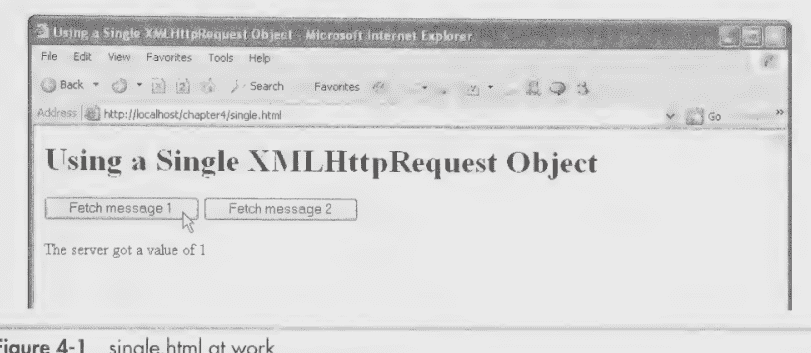 Using a Single XMLHttpRequest Object - Microsoft Internet Explorer
File Edit View Favorites Tools Help
Back Search Favorites
Address http://localhost/chapter4/single.html Go »
Using a Single XMLHttpRequest Object
Fetch message 1 Fetch message 2
The server got a value of 1
Figure 4-1 single.html at work